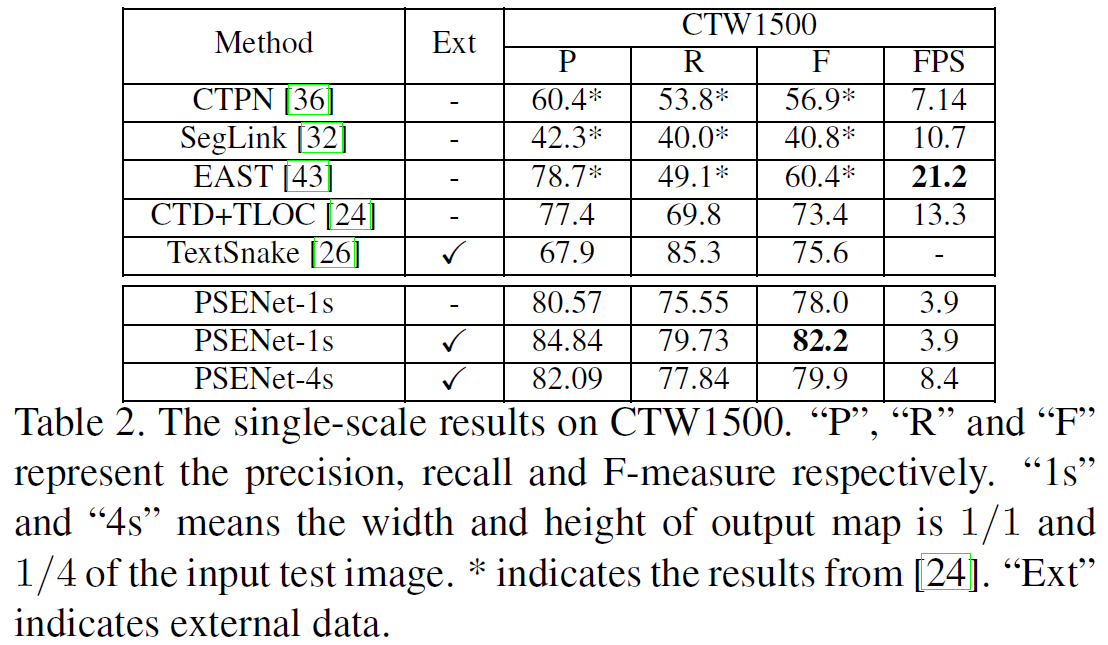 Method Ext CTW1500
P R F FPS
CTPN [36] - 60.4* 53.8* 56.9* 7.14
SegLink [32] - 42.3* 40.0* 40.8* 10.7
EAST [43] - 78.7* 49.1* 60.4* 21.2
CTD+TLOC [24] - 77.4 69.8 73.4 13.3
TextSnake [26] ✓ 67.9 85.3 75.6 -
PSENet-1s - 80.57 75.55 78.0 3.9
PSENet-1s ✓ 84.84 79.73 82.2 3.9
PSENet-4s ✓ 82.09 77.84 79.9 8.4
Table 2. The single-scale results on CTW1500. “P”, “R” and “F”
represent the precision, recall and F-measure respectively. “1s”
and “4s” means the width and height of output map is 1/1 and
1/4 of the input test image. * indicates the results from [24]. “Ext”
indicates external data.